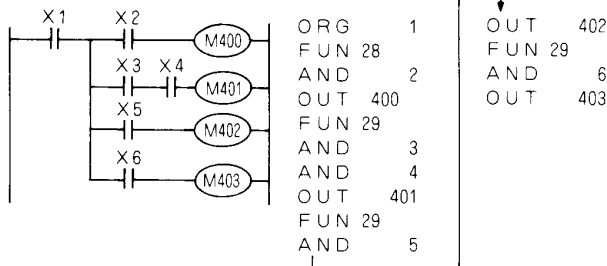 X1
X2
M400
X3 X4
M401
X5
M402
X6
M403
ORG 1
FUN 28
AND 2
OUT 400
FUN 29
AND 3
AND 4
OUT 401
FUN 29
AND 5
OUT 402
FUN 29
AND 6
OUT 403